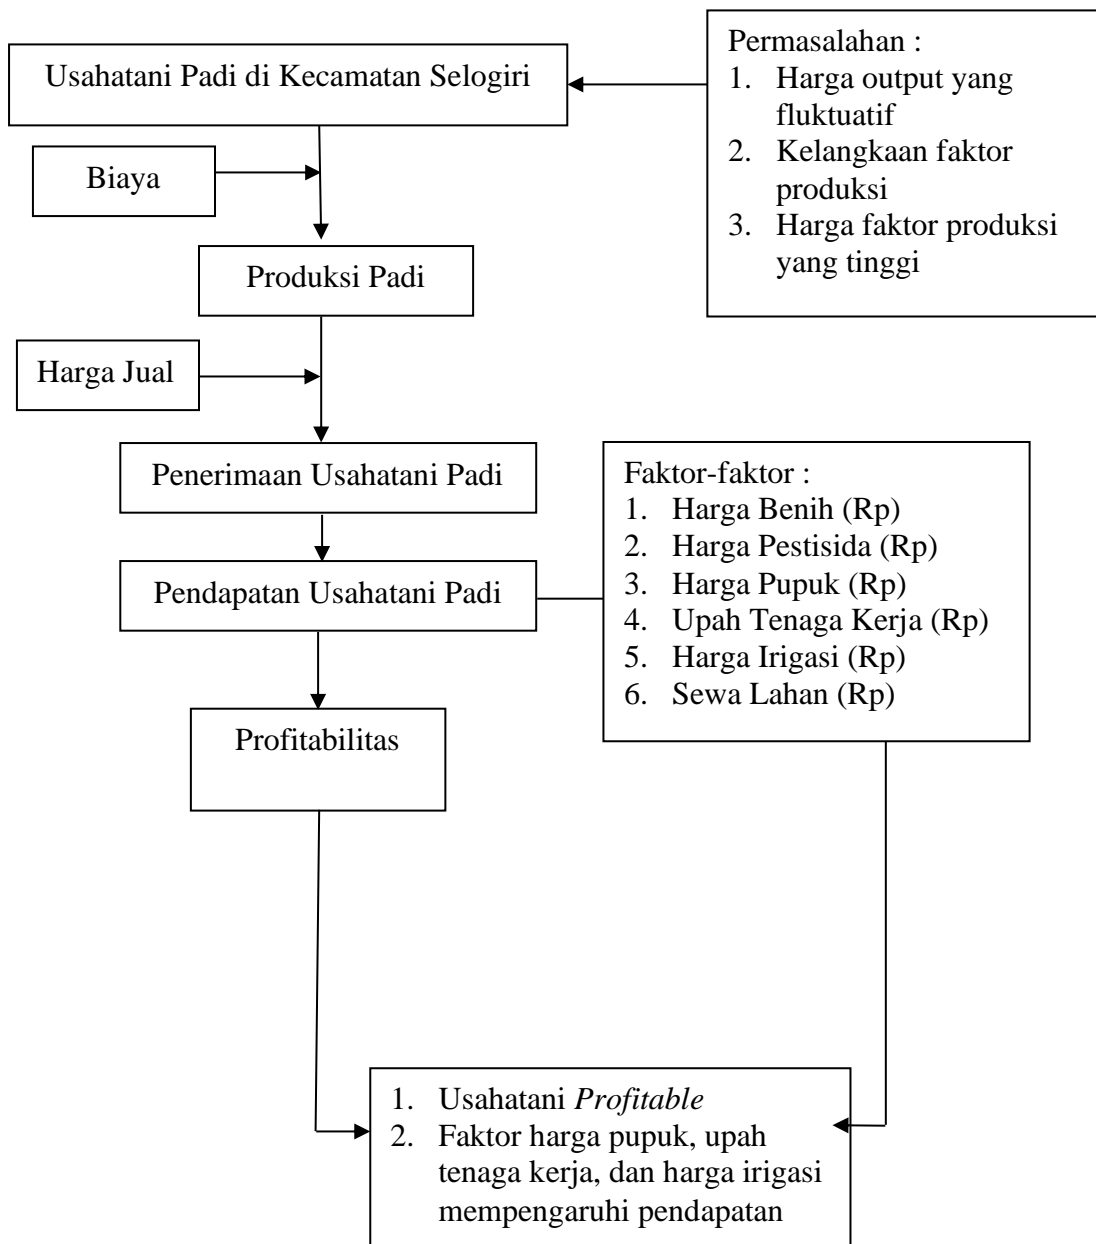 Usahatani Padi di Kecamatan Selogiri
Permasalahan :
1. Harga output yang
fluktuatif
2. Kelangkaan faktor
produksi
3. Harga faktor produksi
yang tinggi
Biaya
Produksi Padi
Harga Jual
Penerimaan Usahatani Padi
Pendapatan Usahatani Padi
Faktor-faktor :
1. Harga Benih (Rp)
2. Harga Pestisida (Rp)
3. Harga Pupuk (Rp)
4. Upah Tenaga Kerja (Rp)
5. Harga Irigasi (Rp)
6. Sewa Lahan (Rp)
Profitabilitas
1. Usahatani Profitable
2. Faktor harga pupuk, upah
tenaga kerja, dan harga irigasi
mempengaruhi pendapatan